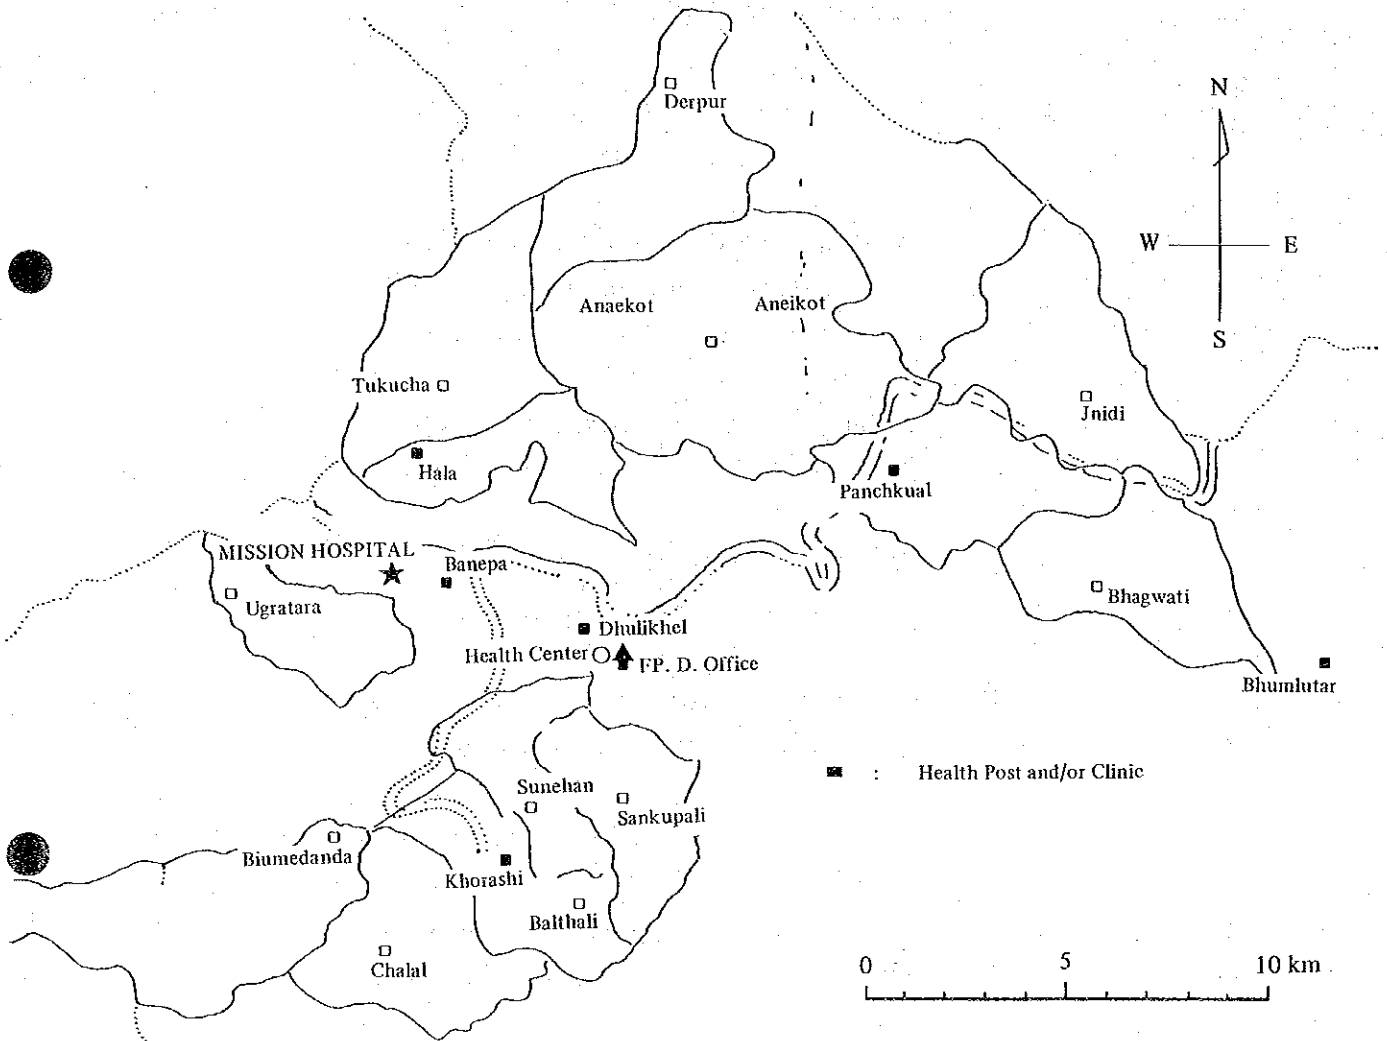 N
Derpur
W
E
Anaekot
Aneikot
S
Tukucha
Jnidi
Hala
Panchkual
MISSION HOSPITAL
Banepa
Ugratara
Bhagwati
Dhulikhel
Health Center
FP. D. Office
Bhumlutar
: Health Post and/or Clinic
Sunehan
Sankupali
Biumedanda
Khorashi
Balthali
Chalal
0 5 10 km